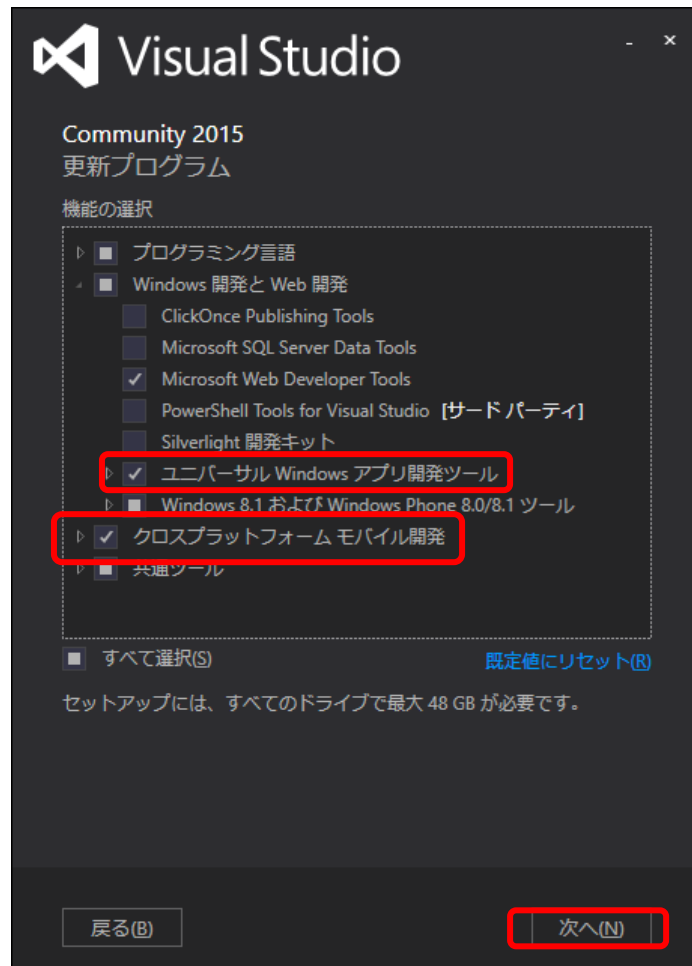 Visual Studio
Community 2015
更新プログラム
機能の選択
プログラミング言語
Windows 開発と Web 開発
ClickOnce Publishing Tools
Microsoft SQL Server Data Tools
Microsoft Web Developer Tools
PowerShell Tools for Visual Studio [サード パーティ]
Silverlight 開発キット
ユニバーサル Windows アプリ開発ツール
Windows 8.1 および Windows Phone 8.0/8.1 ツール
クロスプラットフォーム モバイル開発
共通ツール
すべて選択(S) 既定値にリセット(R)
セットアップには、すべてのドライブで最大 48 GB が必要です。
戻る(B) 次へ(N)